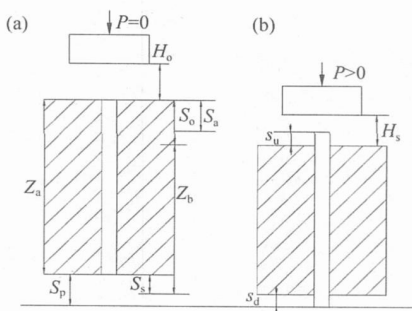 (a)
P=0
H_o
S_o
S_a
Z_a
Z_b
S_p
S_s
(b)
P>0
s_u
H_s
s_d